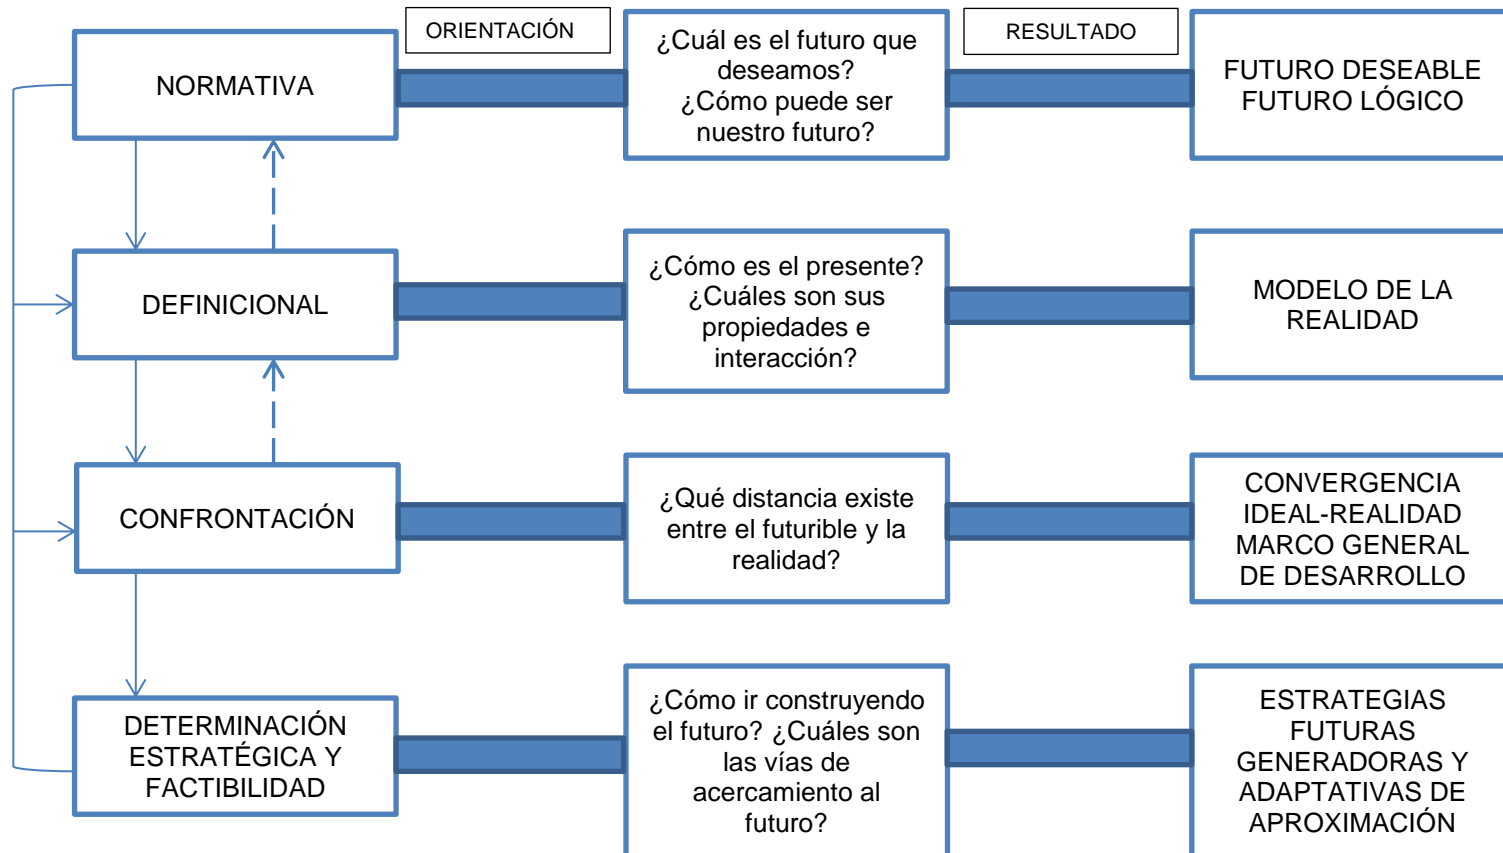 ORIENTACIÓN
RESULTADO
NORMATIVA
¿Cuál es el futuro que
deseamos?
¿Cómo puede ser
nuestro futuro?
FUTURO DESEABLE
FUTURO LÓGICO
DEFINICIONAL
¿Cómo es el presente?
¿Cuáles son sus
propiedades e
interacción?
MODELO DE LA
REALIDAD
CONFRONTACIÓN
¿Qué distancia existe
entre el futurible y la
realidad?
CONVERGENCIA
IDEAL-REALIDAD
MARCO GENERAL
DE DESARROLLO
DETERMINACIÓN
ESTRATÉGICA Y
FACTIBILIDAD
¿Cómo ir construyendo
el futuro? ¿Cuáles son
las vías de
acercamiento al
futuro?
ESTRATEGIAS
FUTURAS
GENERADORAS Y
ADAPTATIVAS DE
APROXIMACIÓN